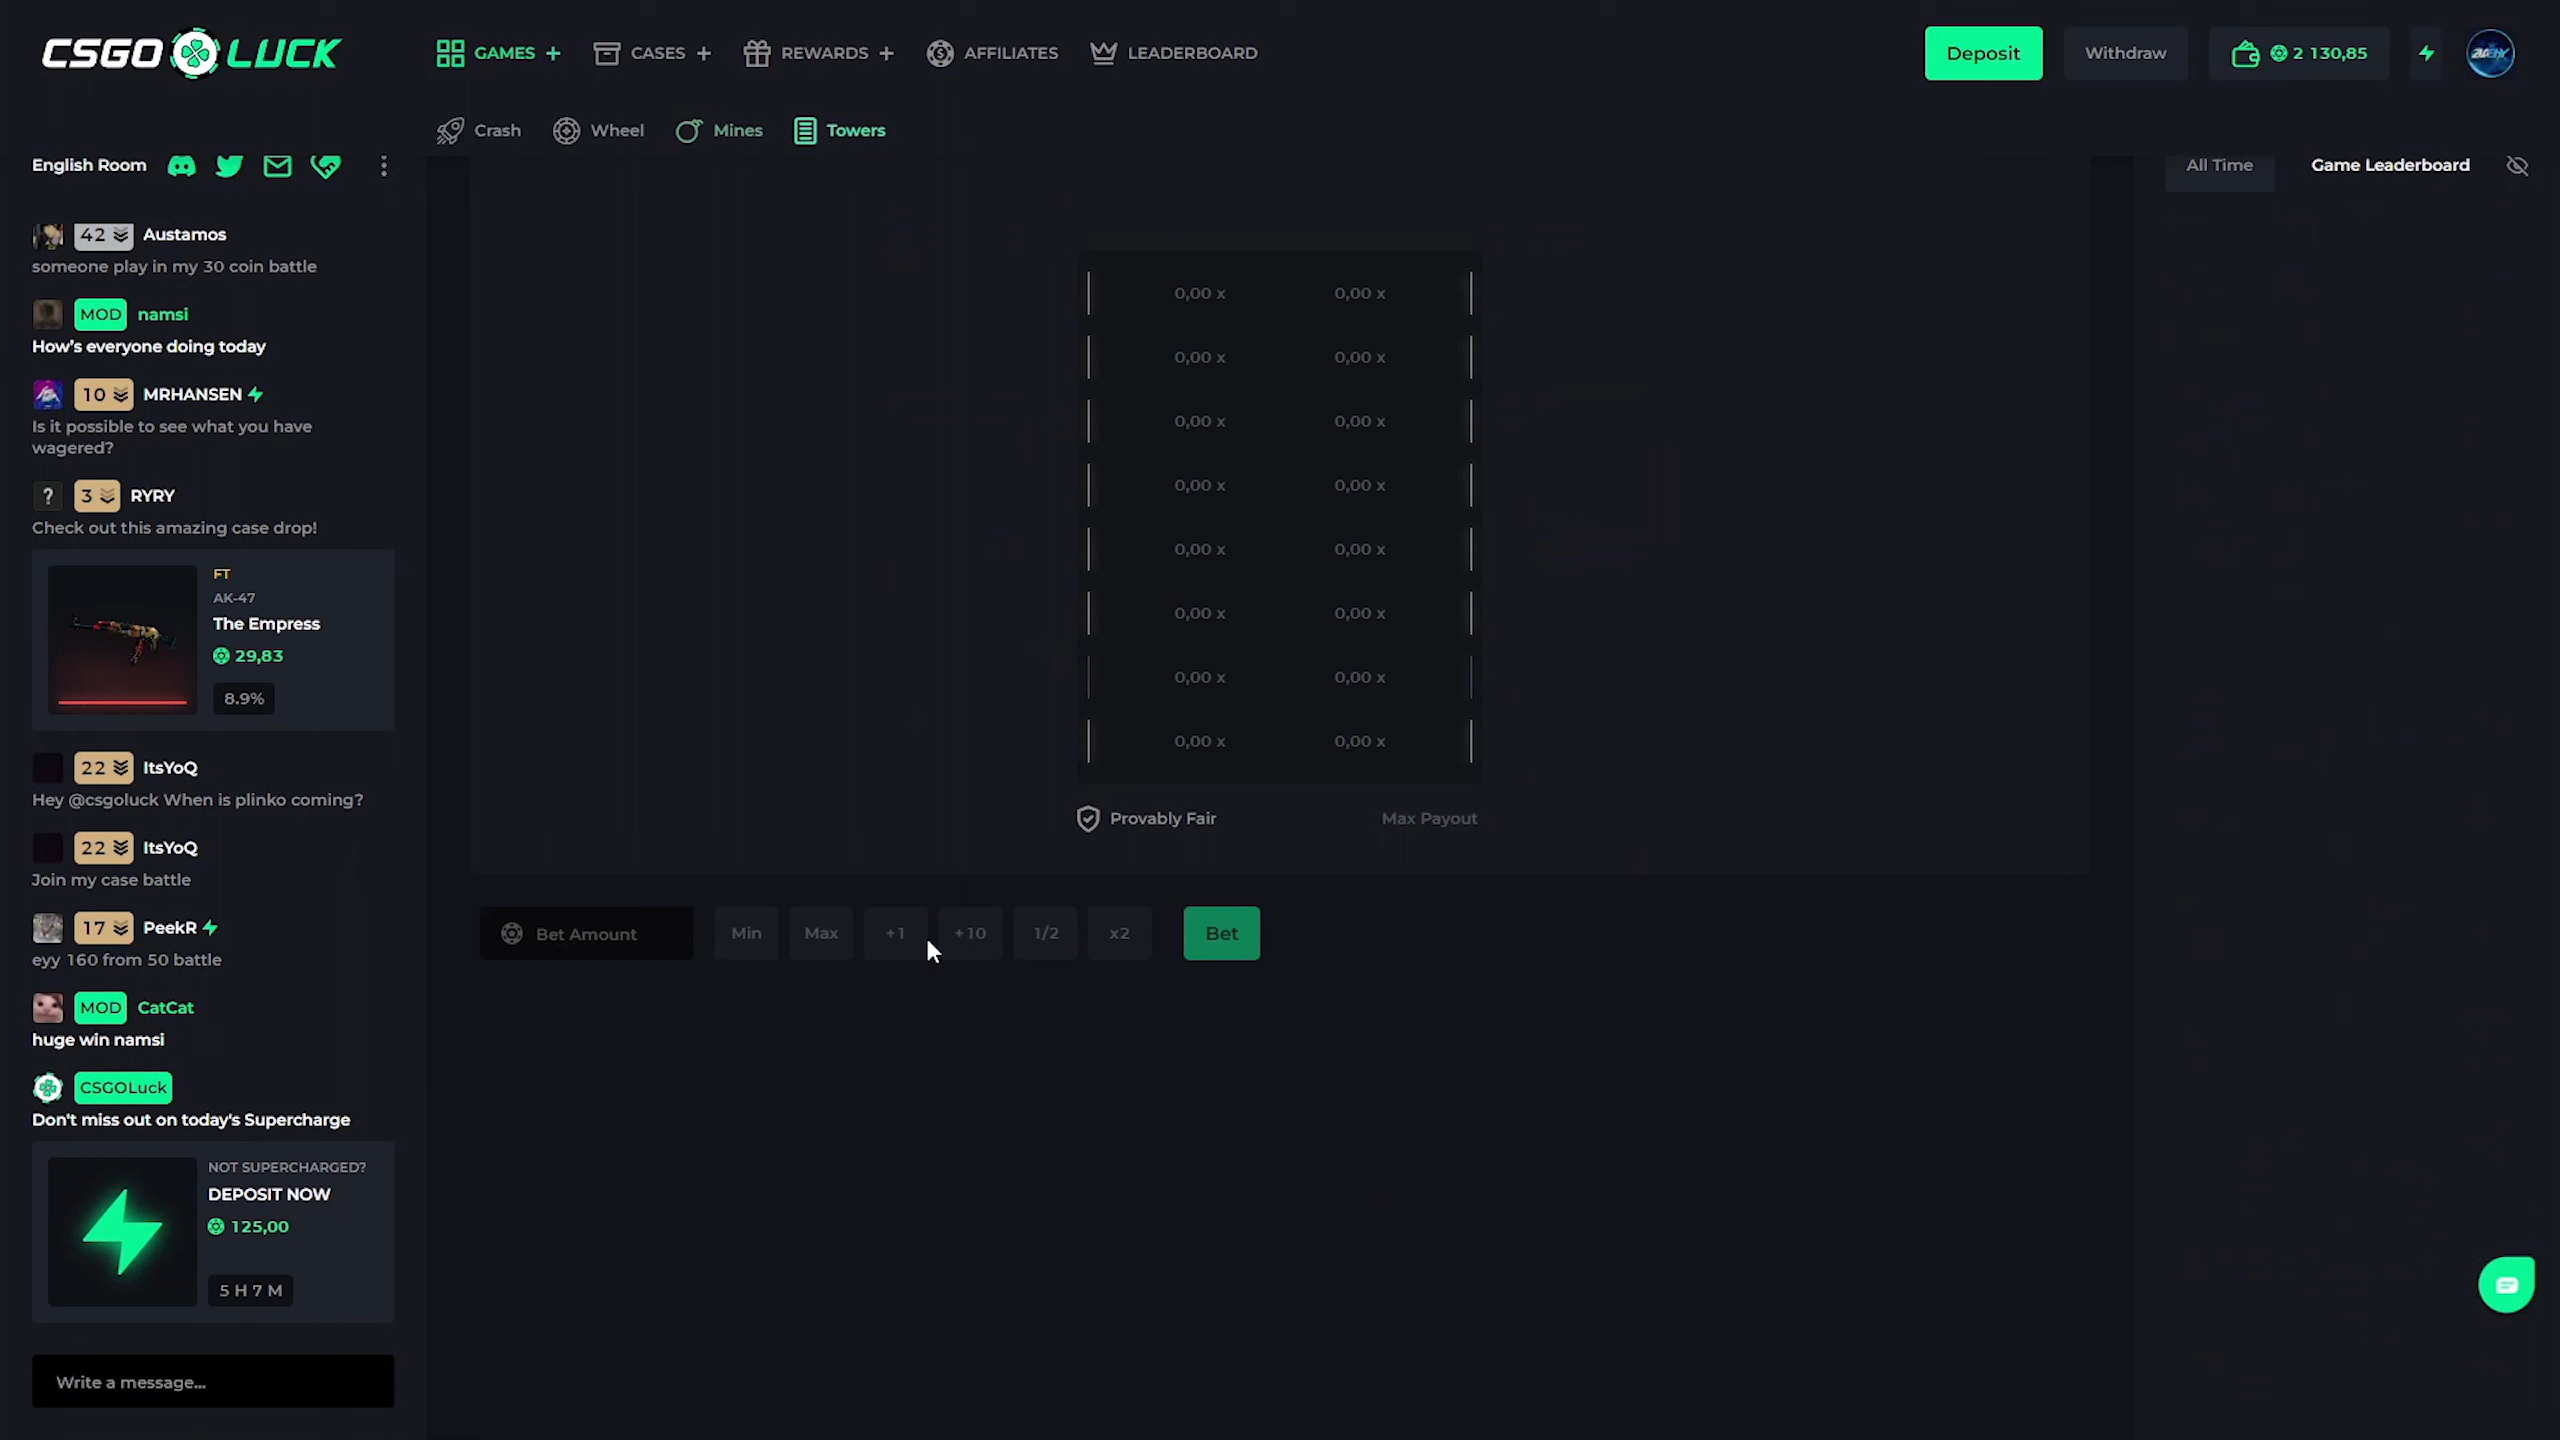 CSGO LUCK
GAMES
CASES
REWARDS
AFFILIATES
LEADERBOARD
Deposit
Withdraw
2 130,85
Crash
Wheel
Mines
Towers
English Room
All Time
Game Leaderboard
42 Austamos
someone play in my 30 coin battle
MOD namsi
How's everyone doing today
10 MRHANSEN
Is it possible to see what you have
wagered?
? 3 RYRY
Check out this amazing case drop!
FT
AK-47
The Empress
29,83
8.9%
22 ItsYoQ
Hey @csgoluck When is plinko coming?
22 ItsYoQ
Join my case battle
17 PeekR
eyy 160 from 50 battle
MOD CatCat
huge win namsi
CSGOLuck
Don't miss out on today's Supercharge
NOT SUPERCHARGED?
DEPOSIT NOW
125,00
5 H 7 M
Write a message...
0,00 x 0,00 x
0,00 x 0,00 x
0,00 x 0,00 x
0,00 x 0,00 x
0,00 x 0,00 x
0,00 x 0,00 x
0,00 x 0,00 x
0,00 x 0,00 x
Provably Fair
Max Payout
Bet Amount
Min
Max
+1
+10
1/2
x2
Bet